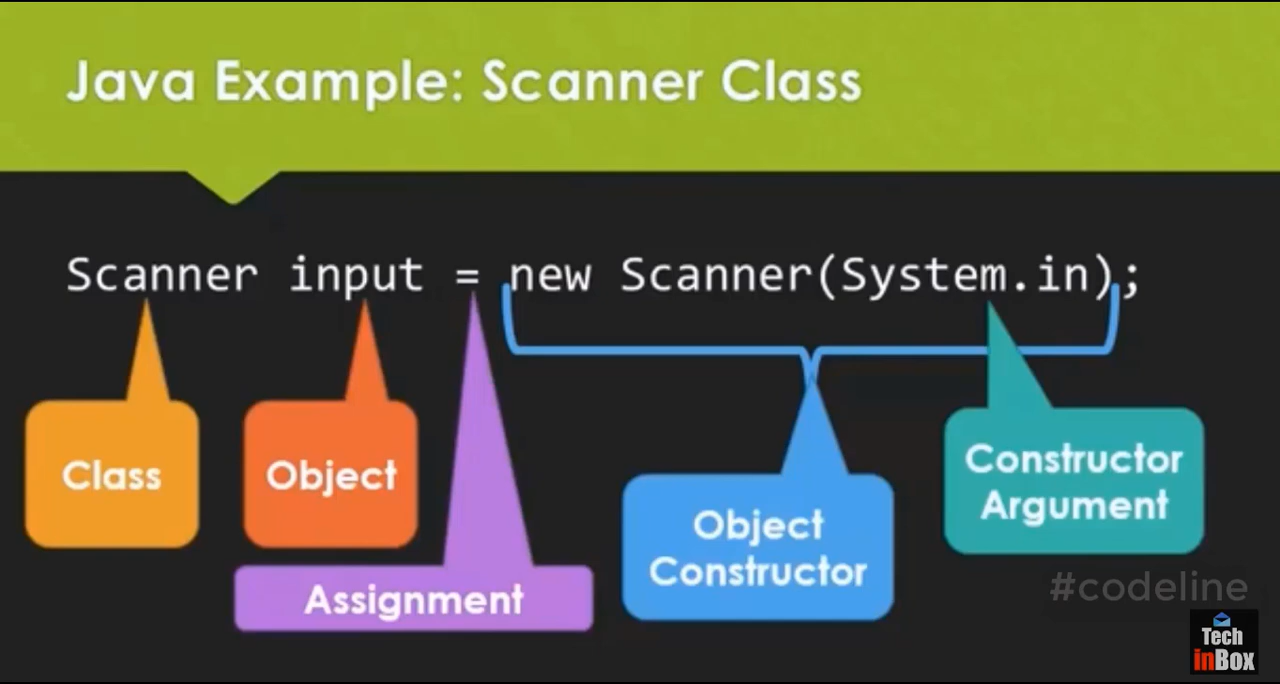 Java Example: Scanner Class
Scanner input = new Scanner(System.in);
Class
Object
Assignment
Object
Constructor
Constructor
Argument
#codeline
Tech
inBox